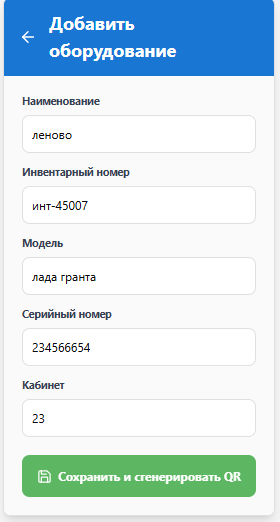 Добавить
оборудование
Наименование
леново
Инвентарный номер
инт-45007
Модель
лада гранта
Серийный номер
234566654
Кабинет
23
Сохранить и сгенерировать QR